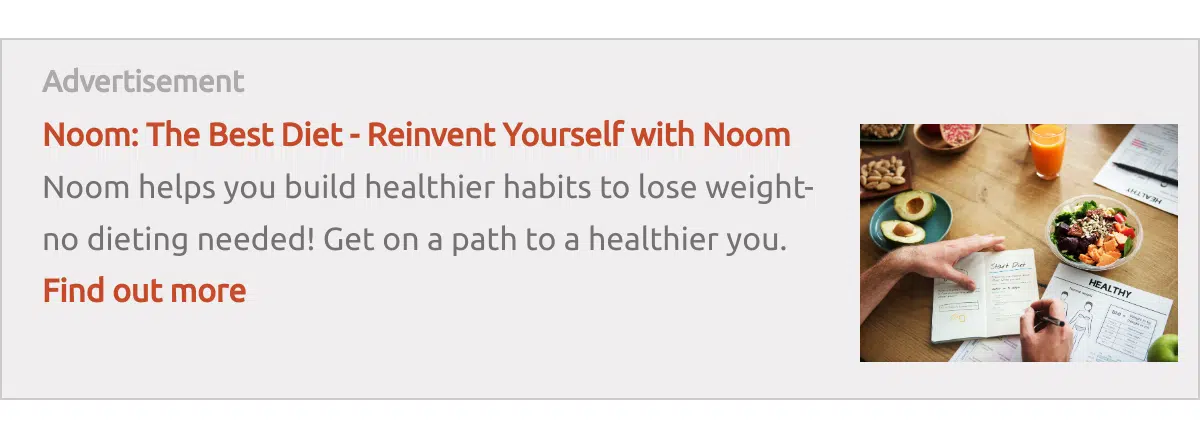 Advertisement
Noom: The Best Diet - Reinvent Yourself with Noom
Noom helps you build healthier habits to lose weight-
no dieting needed! Get on a path to a healthier you.
Find out more
HEALTHY
Start Diet
HEALTHY